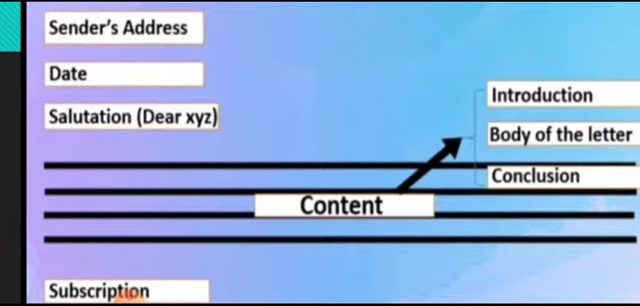 Sender's Address
Date
Salutation (Dear xyz)
Introduction
Body of the letter
Conclusion
Content
Subscription